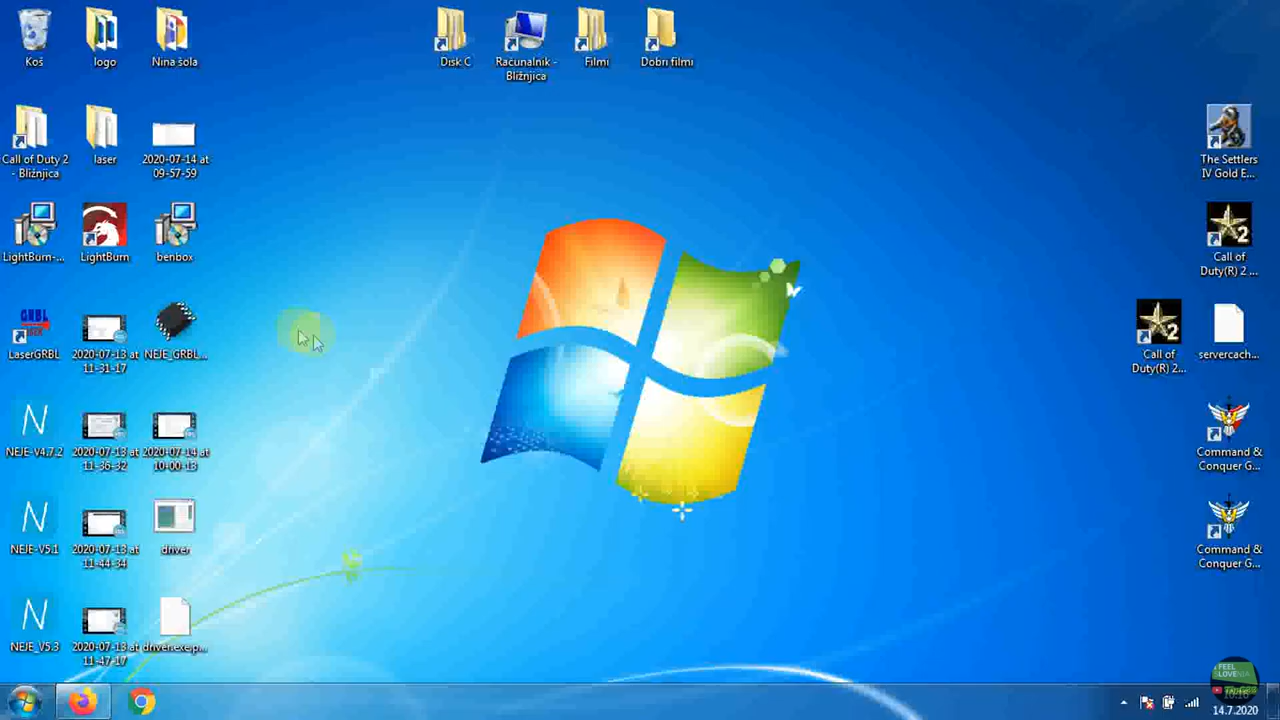 Koš
logo
Nina šola
Disk C
Računalnik -
Bližnjica
Filmi
Dobri filmi
Call of Duty 2
- Bližnjica
laser
2020-07-14 at
09-57-59
The Settlers
IV Gold E...
LightBurn-...
LightBurn
benbox
Call of
Duty(R) 2 ...
GRBL
LaserGRBL
2020-07-13 at
11-31-17
NEJE_GRBL...
Call of
Duty(R) 2...
servercach...
NEJE-V4.7.2
2020-07-13 at
11-36-32
2020-07-14 at
10-00-13
Command &
Conquer G...
NEJE-V5.1
2020-07-13 at
11-44-34
driver
Command &
Conquer G...
NEJE_V5.3
2020-07-13 at
11-47-17
driver.exe.p...
I FEEL
SLOVENIA
14.7.2020